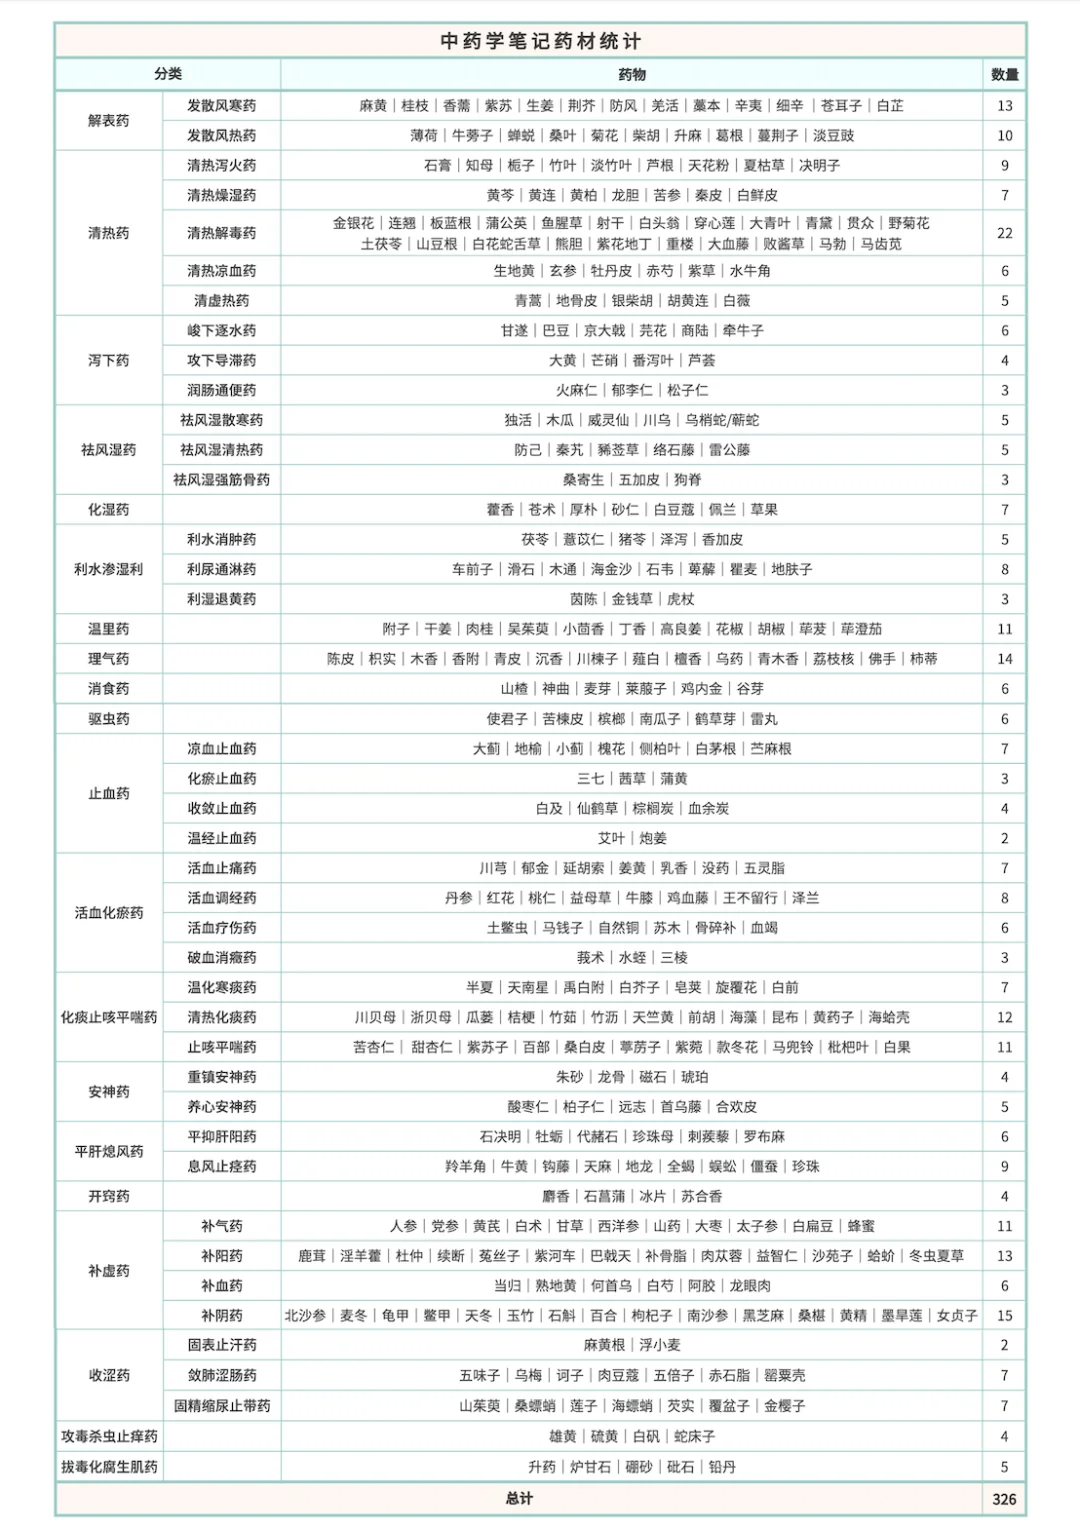 中药学笔记药材统计
分类 药物 数量
解表药 发散风寒药 麻黄｜桂枝｜香薷｜紫苏｜生姜｜荆芥｜防风｜羌活｜藁本｜辛夷｜细辛｜苍耳子｜白芷 13
发散风热药 薄荷｜牛蒡子｜蝉蜕｜桑叶｜菊花｜柴胡｜升麻｜葛根｜蔓荆子｜淡豆豉 10
清热药 清热泻火药 石膏｜知母｜栀子｜竹叶｜淡竹叶｜芦根｜天花粉｜夏枯草｜决明子 9
清热燥湿药 黄芩｜黄连｜黄柏｜龙胆｜苦参｜秦皮｜白鲜皮 7
清热解毒药 金银花｜连翘｜板蓝根｜蒲公英｜鱼腥草｜射干｜白头翁｜穿心莲｜大青叶｜青黛｜贯众｜野菊花
土茯苓｜山豆根｜白花蛇舌草｜熊胆｜紫花地丁｜重楼｜大血藤｜败酱草｜马勃｜马齿苋 22
清热凉血药 生地黄｜玄参｜牡丹皮｜赤芍｜紫草｜水牛角 6
清虚热药 青蒿｜地骨皮｜银柴胡｜胡黄连｜白薇 5
泻下药 峻下逐水药 甘遂｜巴豆｜京大戟｜芫花｜商陆｜牵牛子 6
攻下导滞药 大黄｜芒硝｜番泻叶｜芦荟 4
润肠通便药 火麻仁｜郁李仁｜松子仁 3
祛风湿药 祛风湿散寒药 独活｜木瓜｜威灵仙｜川乌｜乌梢蛇/蕲蛇 5
祛风湿清热药 防己｜秦艽｜豨莶草｜络石藤｜雷公藤 5
祛风湿强筋骨药 桑寄生｜五加皮｜狗脊 3
化湿药 藿香｜苍术｜厚朴｜砂仁｜白豆蔻｜佩兰｜草果 7
利水渗湿利 利水消肿药 茯苓｜薏苡仁｜猪苓｜泽泻｜香加皮 5
利尿通淋药 车前子｜滑石｜木通｜海金沙｜石韦｜萆薢｜瞿麦｜地肤子 8
利湿退黄药 茵陈｜金钱草｜虎杖 3
温里药 附子｜干姜｜肉桂｜吴茱萸｜小茴香｜丁香｜高良姜｜花椒｜胡椒｜荜茇｜荜澄茄 11
理气药 陈皮｜枳实｜木香｜香附｜青皮｜沉香｜川楝子｜薤白｜檀香｜乌药｜青木香｜荔枝核｜佛手｜柿蒂 14
消食药 山楂｜神曲｜麦芽｜莱菔子｜鸡内金｜谷芽 6
驱虫药 使君子｜苦楝皮｜槟榔｜南瓜子｜鹤草芽｜雷丸 6
止血药 凉血止血药 大蓟｜地榆｜小蓟｜槐花｜侧柏叶｜白茅根｜苎麻根 7
化瘀止血药 三七｜茜草｜蒲黄 3
收敛止血药 白及｜仙鹤草｜棕榈炭｜血余炭 4
温经止血药 艾叶｜炮姜 2
活血化瘀药 活血止痛药 川芎｜郁金｜延胡索｜姜黄｜乳香｜没药｜五灵脂 7
活血调经药 丹参｜红花｜桃仁｜益母草｜牛膝｜鸡血藤｜王不留行｜泽兰 8
活血疗伤药 土鳖虫｜马钱子｜自然铜｜苏木｜骨碎补｜血竭 6
破血消癥药 莪术｜水蛭｜三棱 3
化痰止咳平喘药 温化寒痰药 半夏｜天南星｜禹白附｜白芥子｜皂荚｜旋覆花｜白前 7
清热化痰药 川贝母｜浙贝母｜瓜蒌｜桔梗｜竹茹｜竹沥｜天竺黄｜前胡｜海藻｜昆布｜黄药子｜海蛤壳 12
止咳平喘药 苦杏仁｜甜杏仁｜紫苏子｜百部｜桑白皮｜葶苈子｜紫菀｜款冬花｜马兜铃｜枇杷叶｜白果 11
安神药 重镇安神药 朱砂｜龙骨｜磁石｜琥珀 4
养心安神药 酸枣仁｜柏子仁｜远志｜首乌藤｜合欢皮 5
平肝熄风药 平抑肝阳药 石决明｜牡蛎｜代赭石｜珍珠母｜刺蒺藜｜罗布麻 6
息风止痉药 羚羊角｜牛黄｜钩藤｜天麻｜地龙｜全蝎｜蜈蚣｜僵蚕｜珍珠 9
开窍药 麝香｜石菖蒲｜冰片｜苏合香 4
补虚药 补气药 人参｜党参｜黄芪｜白术｜甘草｜西洋参｜山药｜大枣｜太子参｜白扁豆｜蜂蜜 11
补阳药 鹿茸｜淫羊藿｜杜仲｜续断｜菟丝子｜紫河车｜巴戟天｜补骨脂｜肉苁蓉｜益智仁｜沙苑子｜蛤蚧｜冬虫夏草 13
补血药 当归｜熟地黄｜何首乌｜白芍｜阿胶｜龙眼肉 6
补阴药 北沙参｜麦冬｜龟甲｜鳖甲｜天冬｜玉竹｜石斛｜百合｜枸杞子｜南沙参｜黑芝麻｜桑椹｜黄精｜墨旱莲｜女贞子 15
收涩药 固表止汗药 麻黄根｜浮小麦 2
敛肺涩肠药 五味子｜乌梅｜诃子｜肉豆蔻｜五倍子｜赤石脂｜罂粟壳 7
固精缩尿止带药 山茱萸｜桑螵蛸｜莲子｜海螵蛸｜芡实｜覆盆子｜金樱子 7
攻毒杀虫止痒药 雄黄｜硫黄｜白矾｜蛇床子 4
拔毒化腐生肌药 升药｜炉甘石｜硼砂｜砒石｜铅丹 5
总计 326